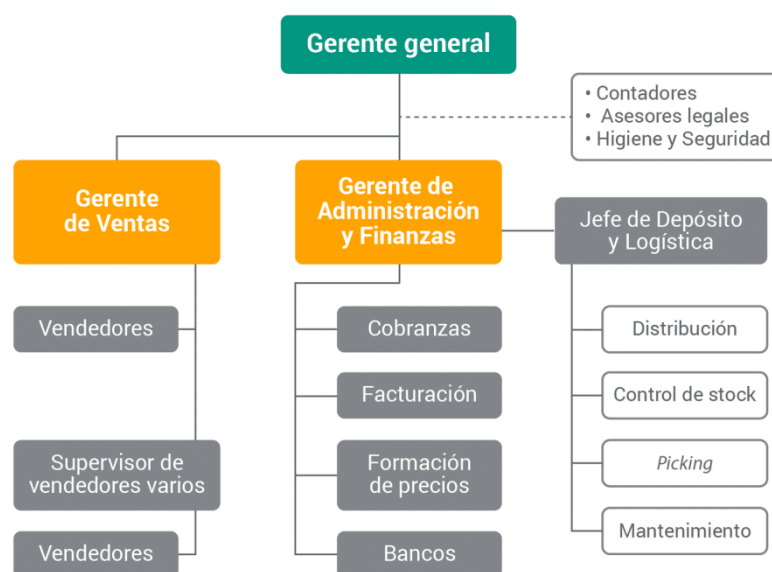 Gerente general
• Contadores
• Asesores legales
• Higiene y Seguridad
Gerente
de Ventas
Gerente de
Administración
y Finanzas
Jefe de Depósito
y Logística
Vendedores
Supervisor de
vendedores varios
Vendedores
Cobranzas
Facturación
Formación
de precios
Bancos
Distribución
Control de stock
Picking
Mantenimiento